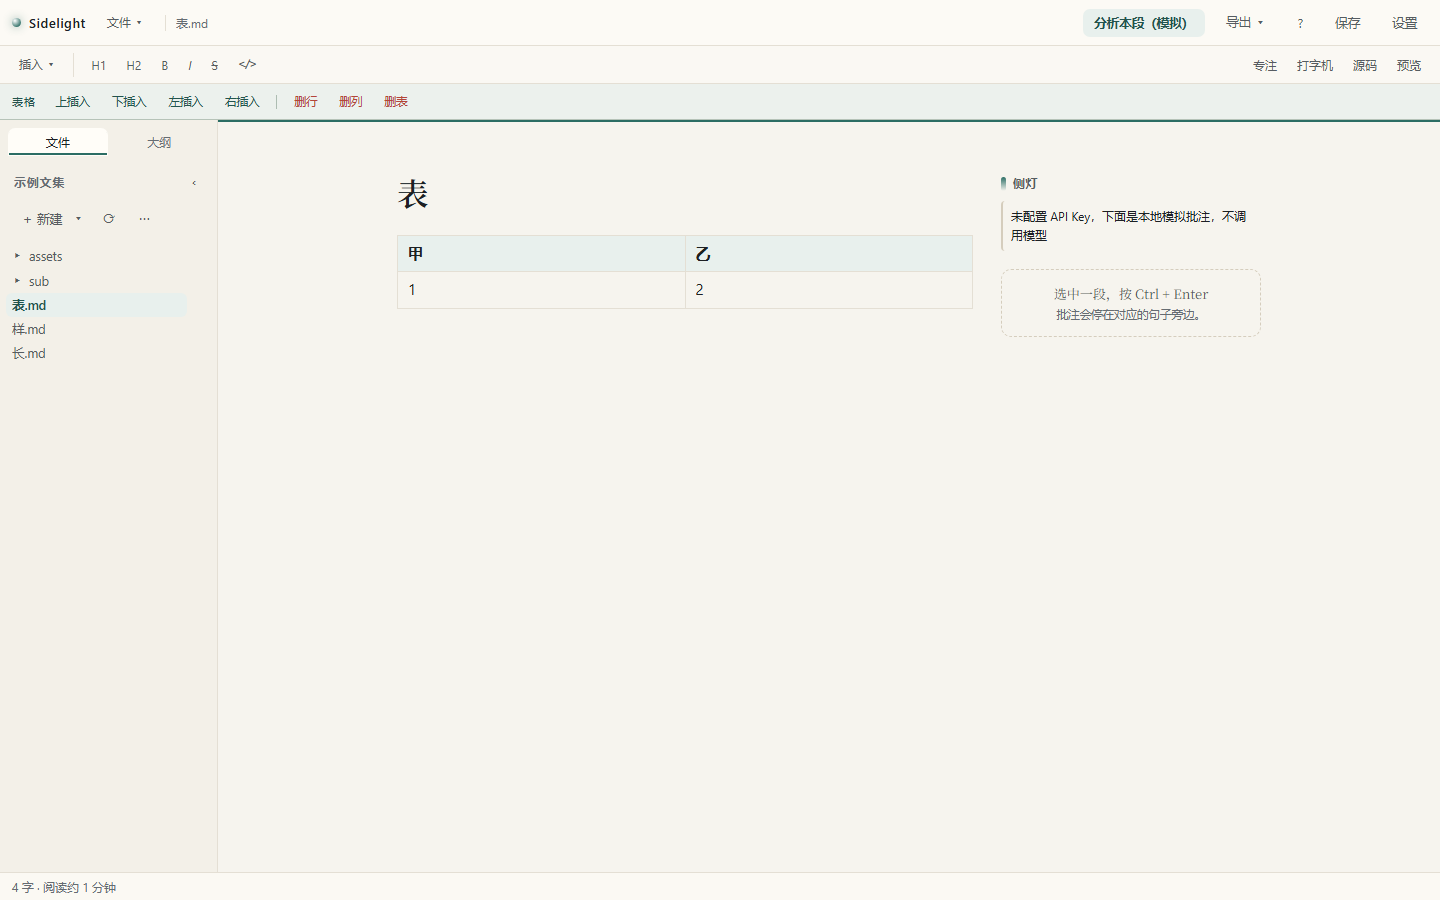 Sidelight 文件 ▾ 表.md 分析本段（模拟） 导出 ▾ ? 保存 设置
插入 ▾ H1 H2 B I S </> 专注 打字机 源码 预览
表格 上插入 下插入 左插入 右插入 删行 删列 删表
文件 大纲
示例文集 ‹
+ 新建 ▾ ⟳ ···
▸ assets
▸ sub
表.md
样.md
长.md
表
甲 乙
1 2
侧灯
未配置 API Key，下面是本地模拟批注，不调
用模型
选中一段，按 Ctrl + Enter
批注会停在对应的句子旁边。
4 字 · 阅读约 1 分钟